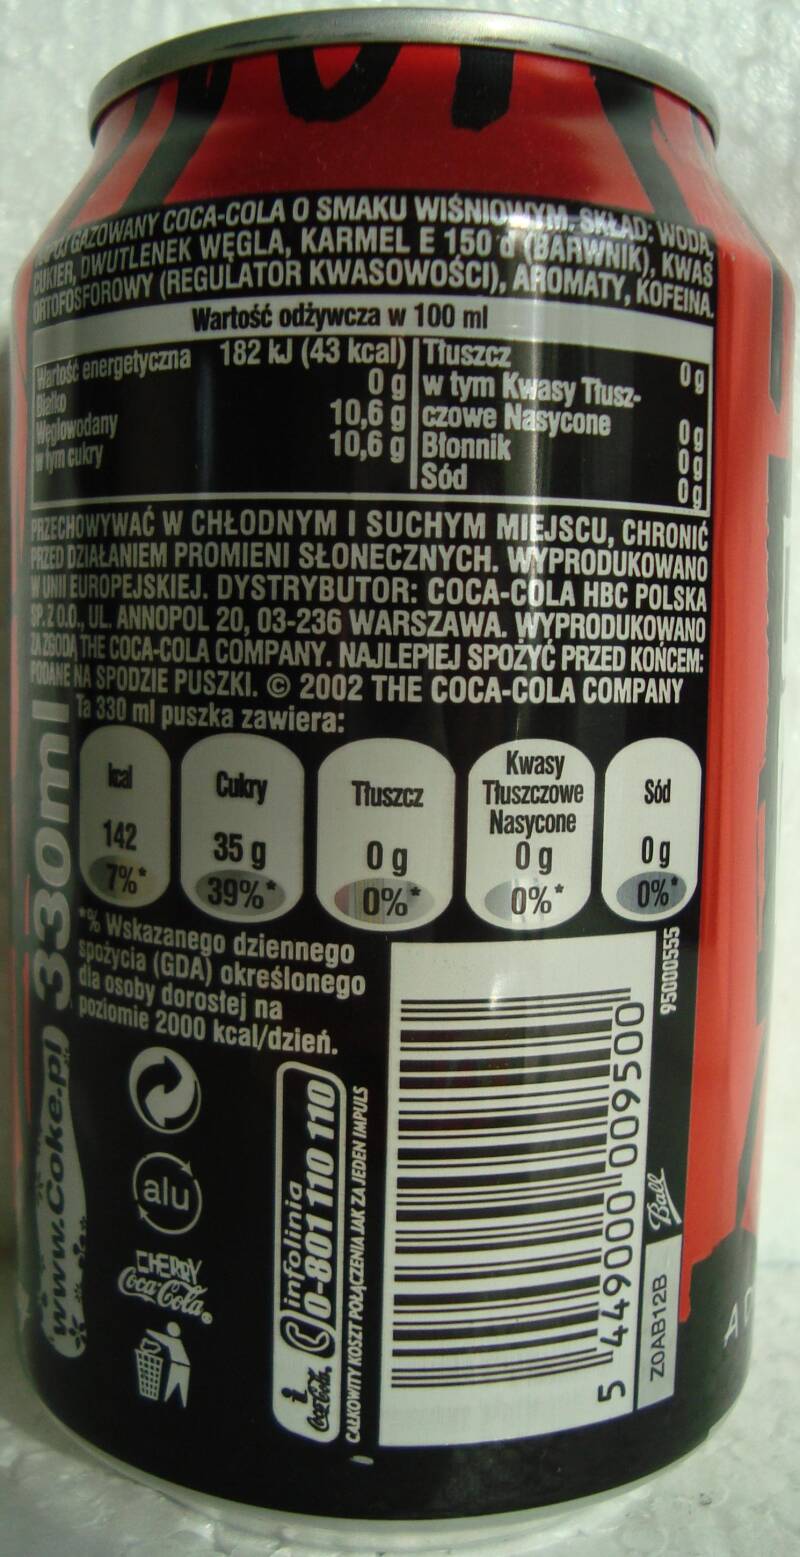 NAPÓJ GAZOWANY COCA-COLA O SMAKU WIŚNIOWYM. SKŁAD: WODA,
CUKIER, DWUTLENEK WĘGLA, KARMEL E 150 d (BARWNIK), KWAS
ORTOFOSFOROWY (REGULATOR KWASOWOŚCI), AROMATY, KOFEINA.
Wartość odżywcza w 100 ml
Wartość energetyczna 182 kJ (43 kcal)
Białko 0 g
Węglowodany 10,6 g
w tym cukry 10,6 g
Tłuszcz 0 g
w tym Kwasy Tłusz-
czowe Nasycone 0 g
Błonnik 0 g
Sód 0 g
PRZECHOWYWAĆ W CHŁODNYM I SUCHYM MIEJSCU, CHRONIĆ
PRZED DZIAŁANIEM PROMIENI SŁONECZNYCH. WYPRODUKOWANO
W UNII EUROPEJSKIEJ. DYSTRYBUTOR: COCA-COLA HBC POLSKA
SP. Z O.O., UL. ANNOPOL 20, 03-236 WARSZAWA. WYPRODUKOWANO
ZA ZGODĄ THE COCA-COLA COMPANY. NAJLEPIEJ SPOŻYĆ PRZED KOŃCEM:
PODANE NA SPODZIE PUSZKI. © 2002 THE COCA-COLA COMPANY
Ta 330 ml puszka zawiera:
kcal
142
7%*
Cukry
35 g
39%*
Tłuszcz
0 g
0%*
Kwasy
Tłuszczowe
Nasycone
0 g
0%*
Sód
0 g
0%*
*% Wskazanego dziennego
spożycia (GDA) określonego
dla osoby dorosłej na
poziomie 2000 kcal/dzień.
330ml
www.Coke.pl
alu
CHERRY
Coca-Cola®
i
Coca-Cola.
infolinia
0-801 110 110
CAŁKOWITY KOSZT POŁĄCZENIA JAK ZA JEDEN IMPULS
5 449000 009500
95000555
Ball
Z0AB12B